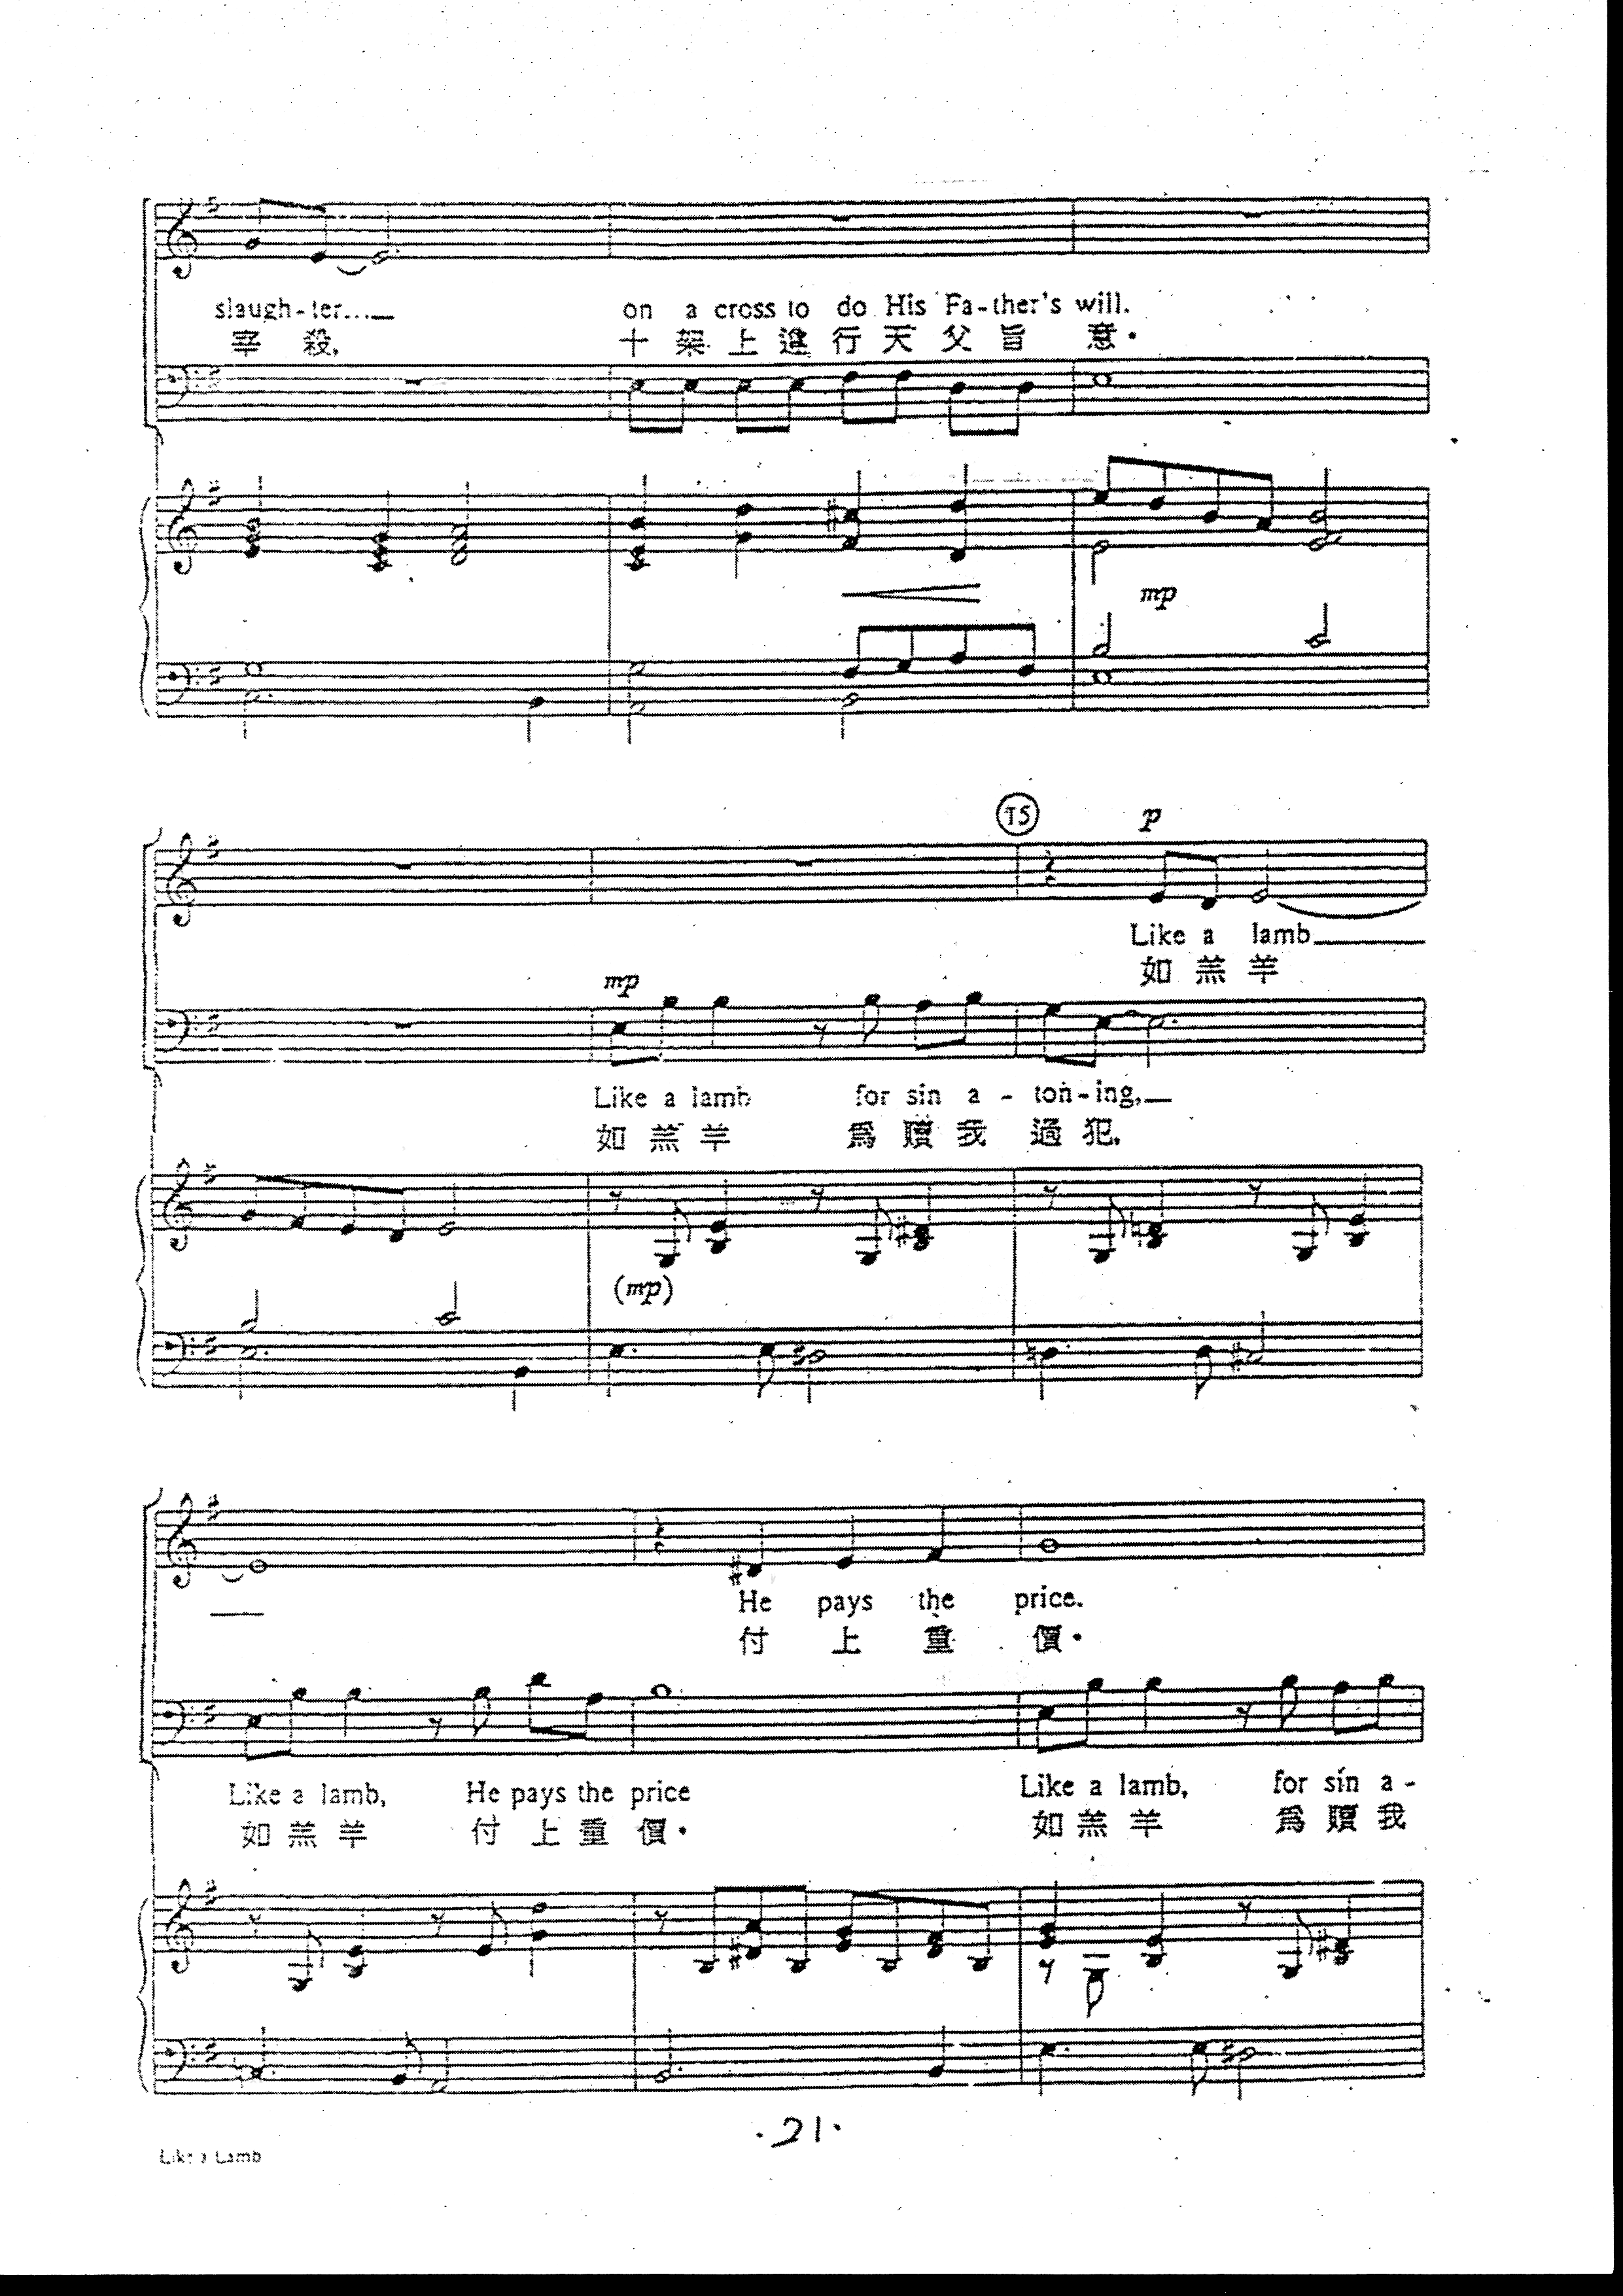 slaugh-ter.... on a cross to do His Fa-ther's will.
宰 殺, 十 架 上 進 行 天 父 旨 意.
mp
15 p
Like a lamb
如 羔 羊
mp
Like a lamb for sin a - ton-ing,
如 羔 羊 爲 贖 我 過 犯,
(mp)
He pays the price.
付 上 重 價.
Like a lamb, He pays the price Like a lamb, for sin a -
如 羔 羊 付 上 重 價. 如 羔 羊 爲 贖 我
.21.
Like a Lamb